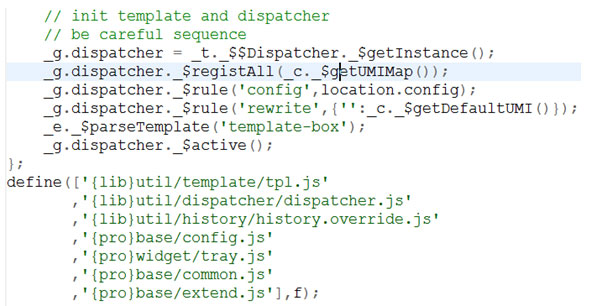 // init template and dispatcher
// be careful sequence
_g.dispatcher = _t._$$Dispatcher._$getInstance();
_g.dispatcher._$registAll(_c._$getUMIMap());
_g.dispatcher._$rule('config',location.config);
_g.dispatcher._$rule('rewrite',{'':_c._$getDefaultUMI()});
_e._$parseTemplate('template-box');
_g.dispatcher._$active();
};
define(['{lib}util/template/tpl.js'
,'{lib}util/dispatcher/dispatcher.js'
,'{lib}util/history/history.override.js'
,'{pro}base/config.js'
,'{pro}widget/tray.js'
,'{pro}base/common.js'
,'{pro}base/extend.js'],f);